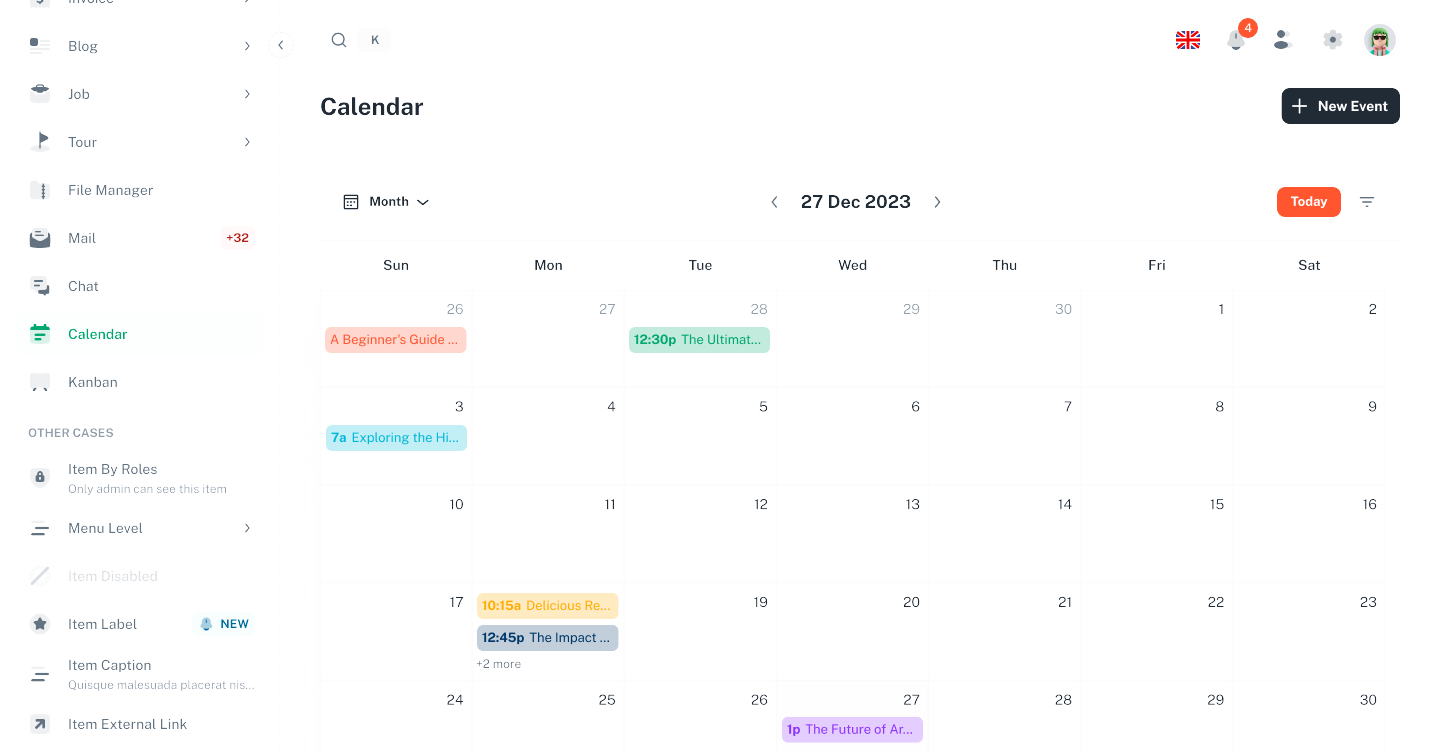 Invoice
Blog
Job
Tour
File Manager
Mail
+32
Chat
Calendar
Kanban
OTHER CASES
Item By Roles
Only admin can see this item
Menu Level
Item Disabled
Item Label
NEW
Item Caption
Quisque malesuada placerat nis...
Item External Link
K
4
Calendar
New Event
Month
27 Dec 2023
Today
Sun Mon Tue Wed Thu Fri Sat
26 27 28 29 30 1 2
A Beginner's Guide ...
12:30p The Ultimat...
3 4 5 6 7 8 9
7a Exploring the Hi...
10 11 12 13 14 15 16
17 19 20 21 22 23
10:15a Delicious Re...
12:45p The Impact ...
+2 more
24 25 26 27 28 29 30
1p The Future of Ar...